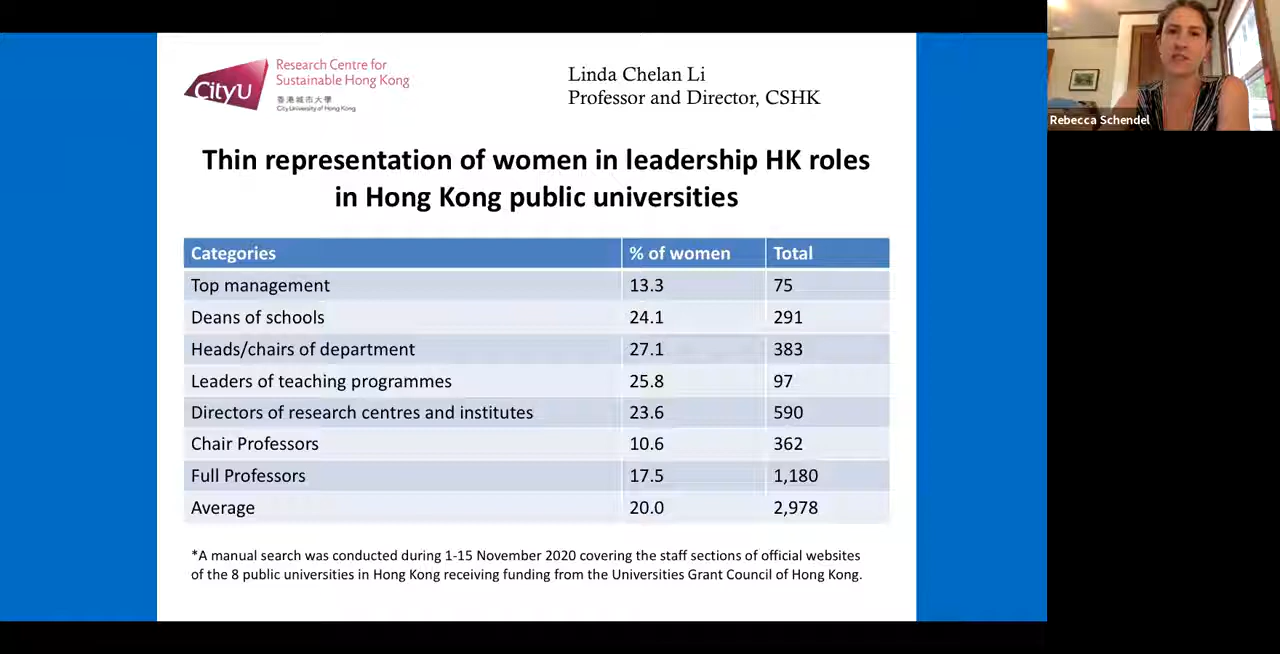 CityU
Research Centre for
Sustainable Hong Kong
香港城市大學
City University of Hong Kong
Linda Chelan Li
Professor and Director, CSHK
Rebecca Schendel
Thin representation of women in leadership HK roles
in Hong Kong public universities
Categories % of women Total
Top management 13.3 75
Deans of schools 24.1 291
Heads/chairs of department 27.1 383
Leaders of teaching programmes 25.8 97
Directors of research centres and institutes 23.6 590
Chair Professors 10.6 362
Full Professors 17.5 1,180
Average 20.0 2,978
*A manual search was conducted during 1-15 November 2020 covering the staff sections of official websites
of the 8 public universities in Hong Kong receiving funding from the Universities Grant Council of Hong Kong.